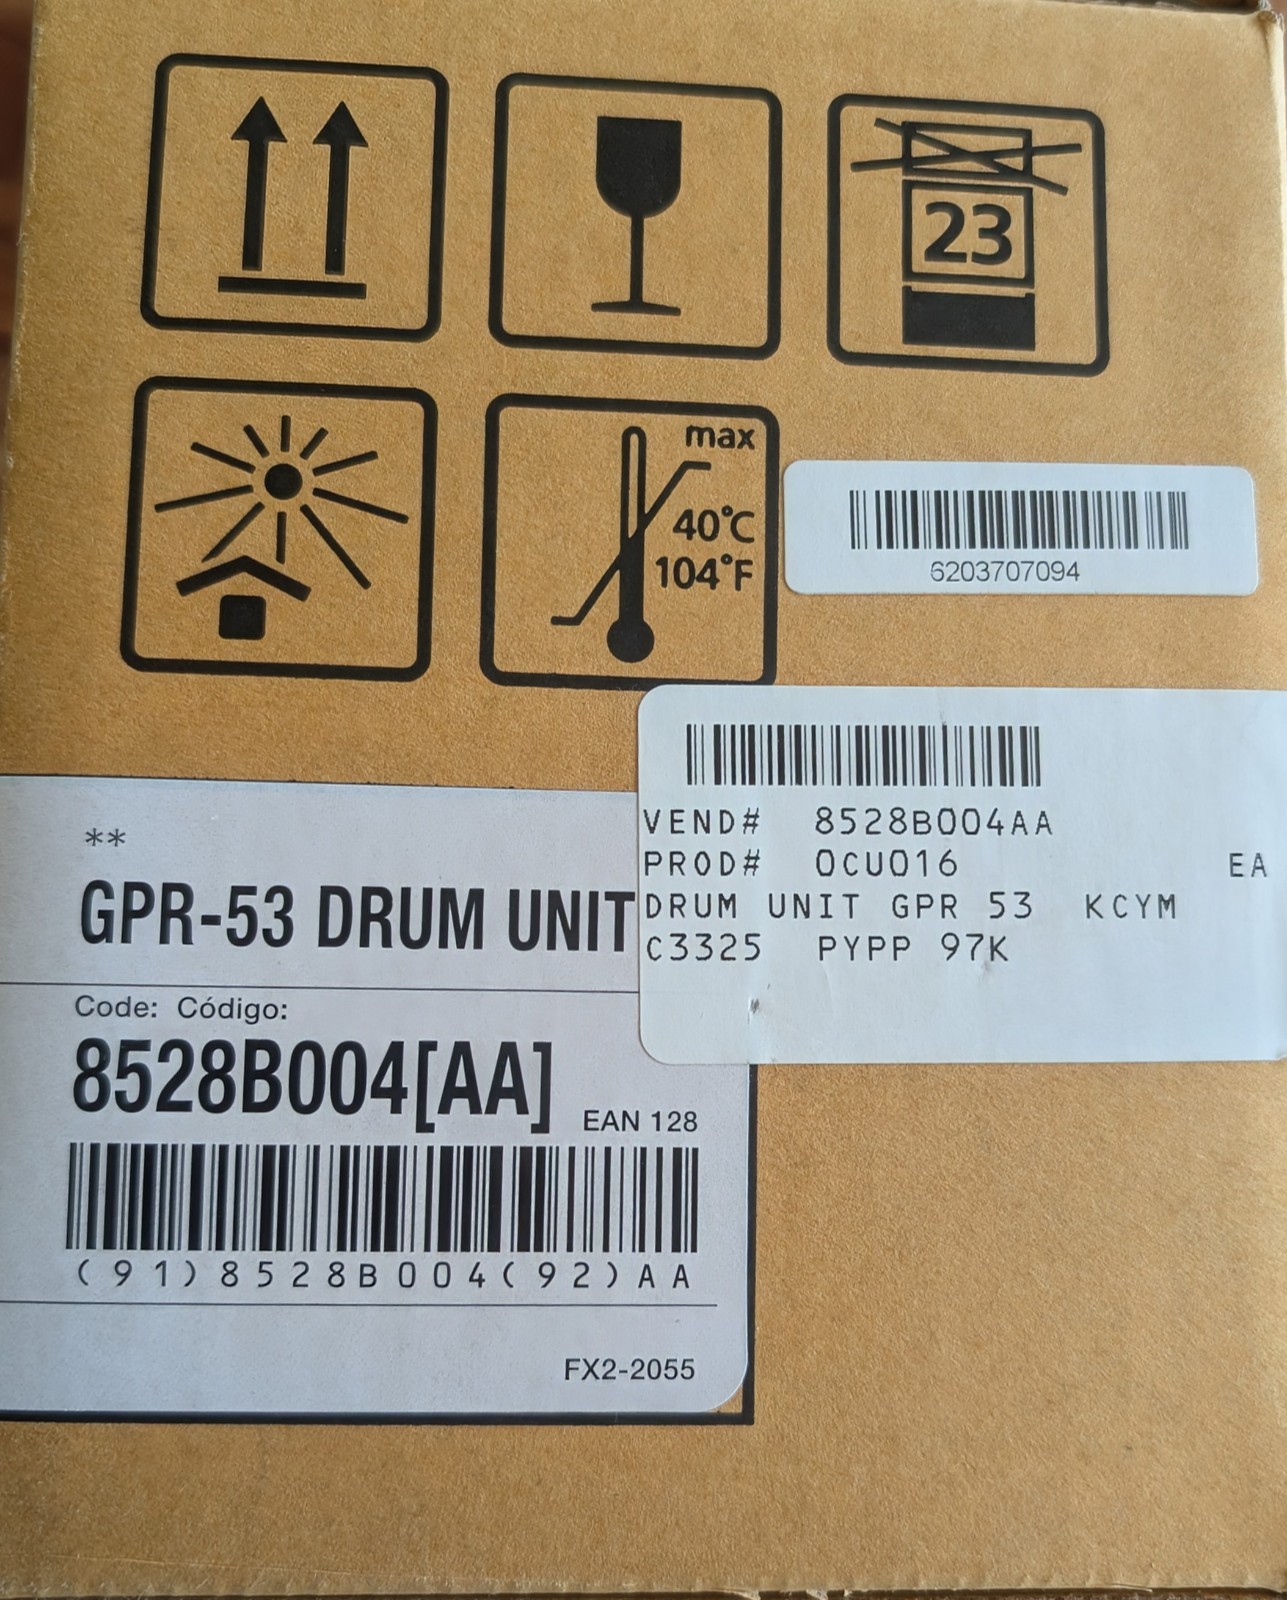 23
max
40°C
104°F
6203707094
VEND# 8528B004AA
PROD# 0CU016 EA
DRUM UNIT GPR 53 KCYM
C3325 PYPP 97K
**
GPR-53 DRUM UNIT
Code: Código:
8528B004[AA]
EAN 128
(91)8528B004(92)AA
FX2-2055